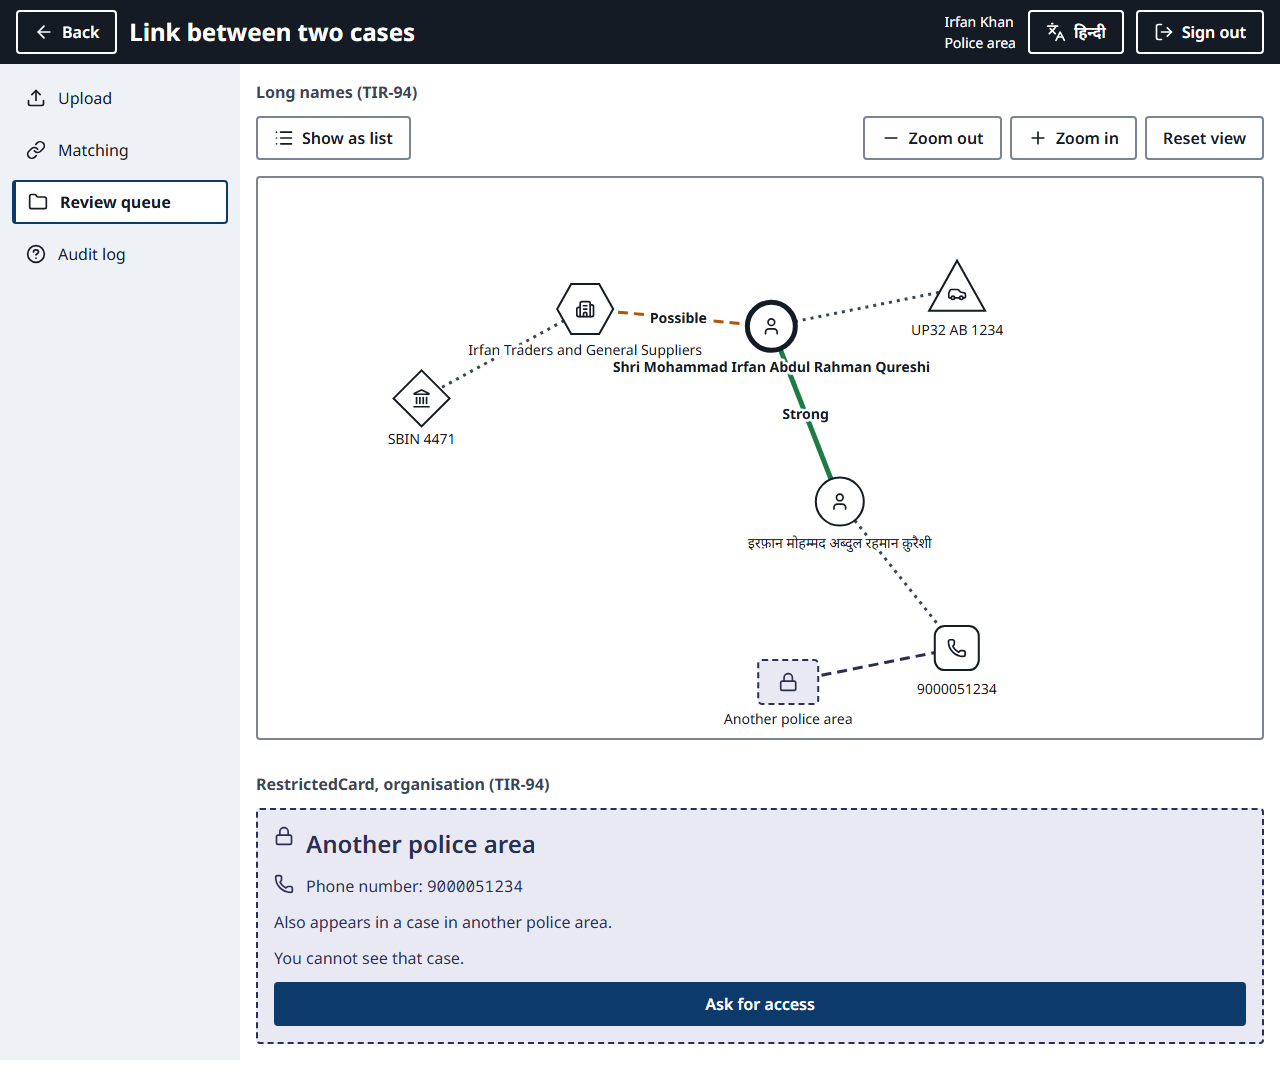 Back
Link between two cases
Irfan Khan
Police area
हिन्दी
Sign out
Upload
Matching
Review queue
Audit log
Long names (TIR-94)
Show as list
Zoom out
Zoom in
Reset view
Possible
UP32 AB 1234
Irfan Traders and General Suppliers
Shri Mohammad Irfan Abdul Rahman Qureshi
Strong
SBIN 4471
इरफ़ान मोहम्मद अब्दुल रहमान क़ुरैशी
9000051234
Another police area
RestrictedCard, organisation (TIR-94)
Another police area
Phone number: 9000051234
Also appears in a case in another police area.
You cannot see that case.
Ask for access